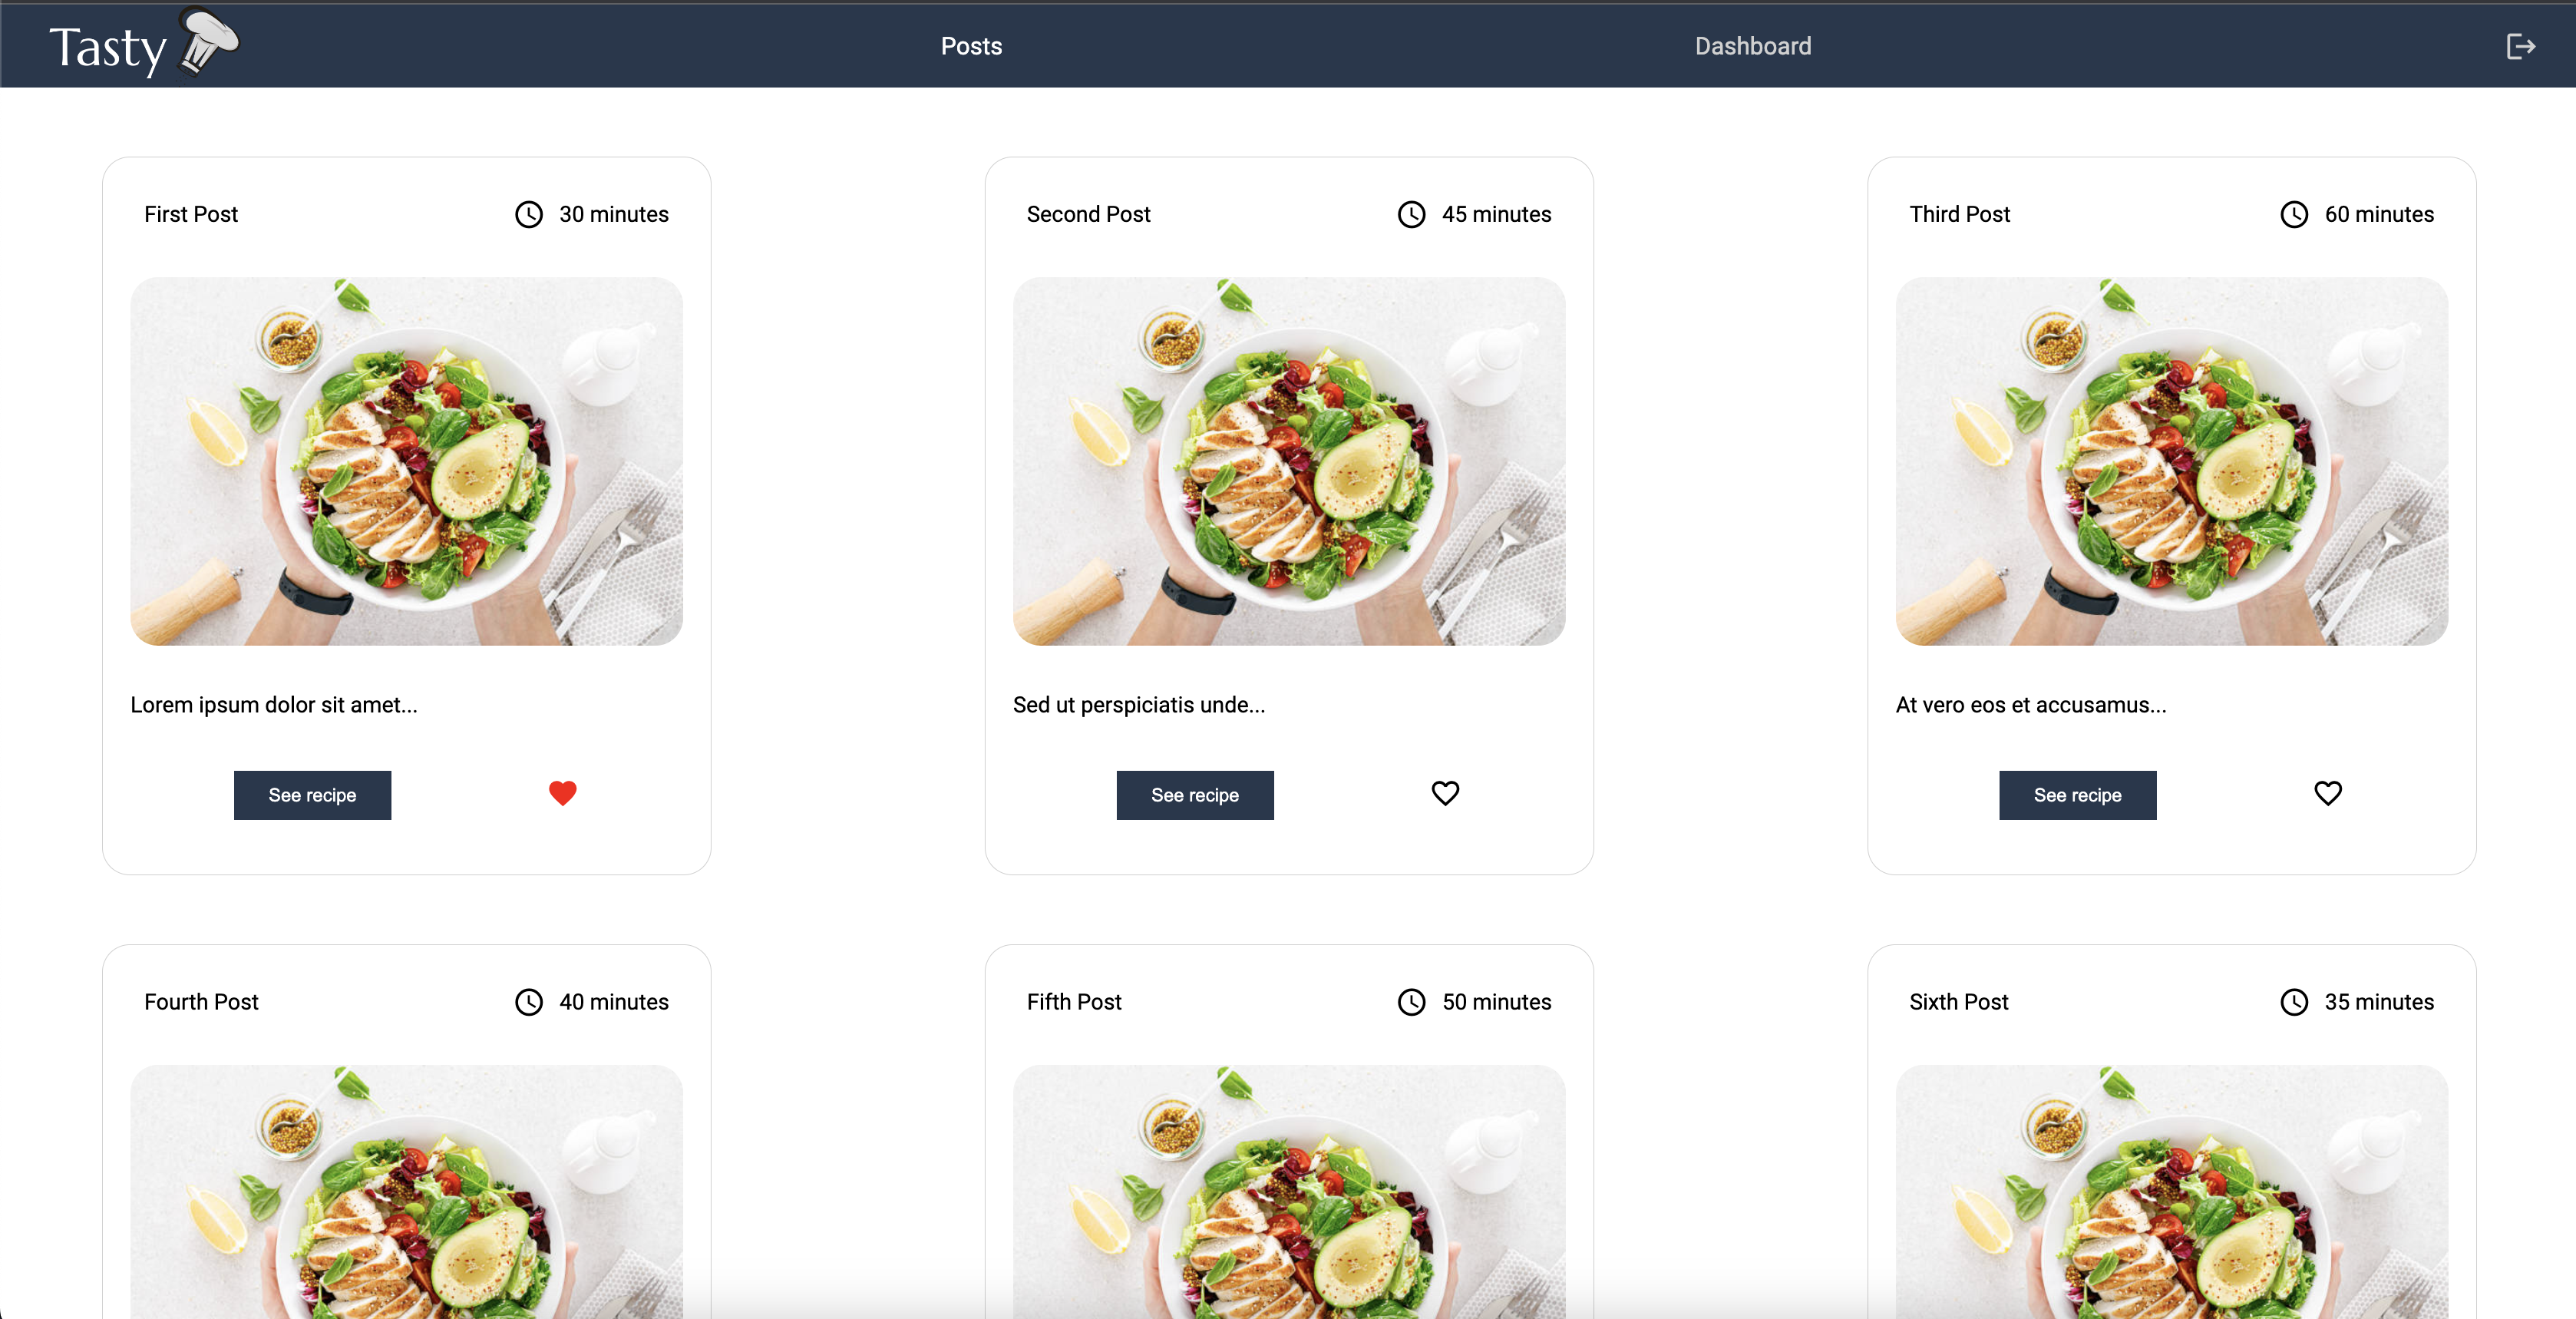 Tasty
Posts
Dashboard
First Post
30 minutes
Second Post
45 minutes
Third Post
60 minutes
Lorem ipsum dolor sit amet...
Sed ut perspiciatis unde...
At vero eos et accusamus...
See recipe
See recipe
See recipe
Fourth Post
40 minutes
Fifth Post
50 minutes
Sixth Post
35 minutes